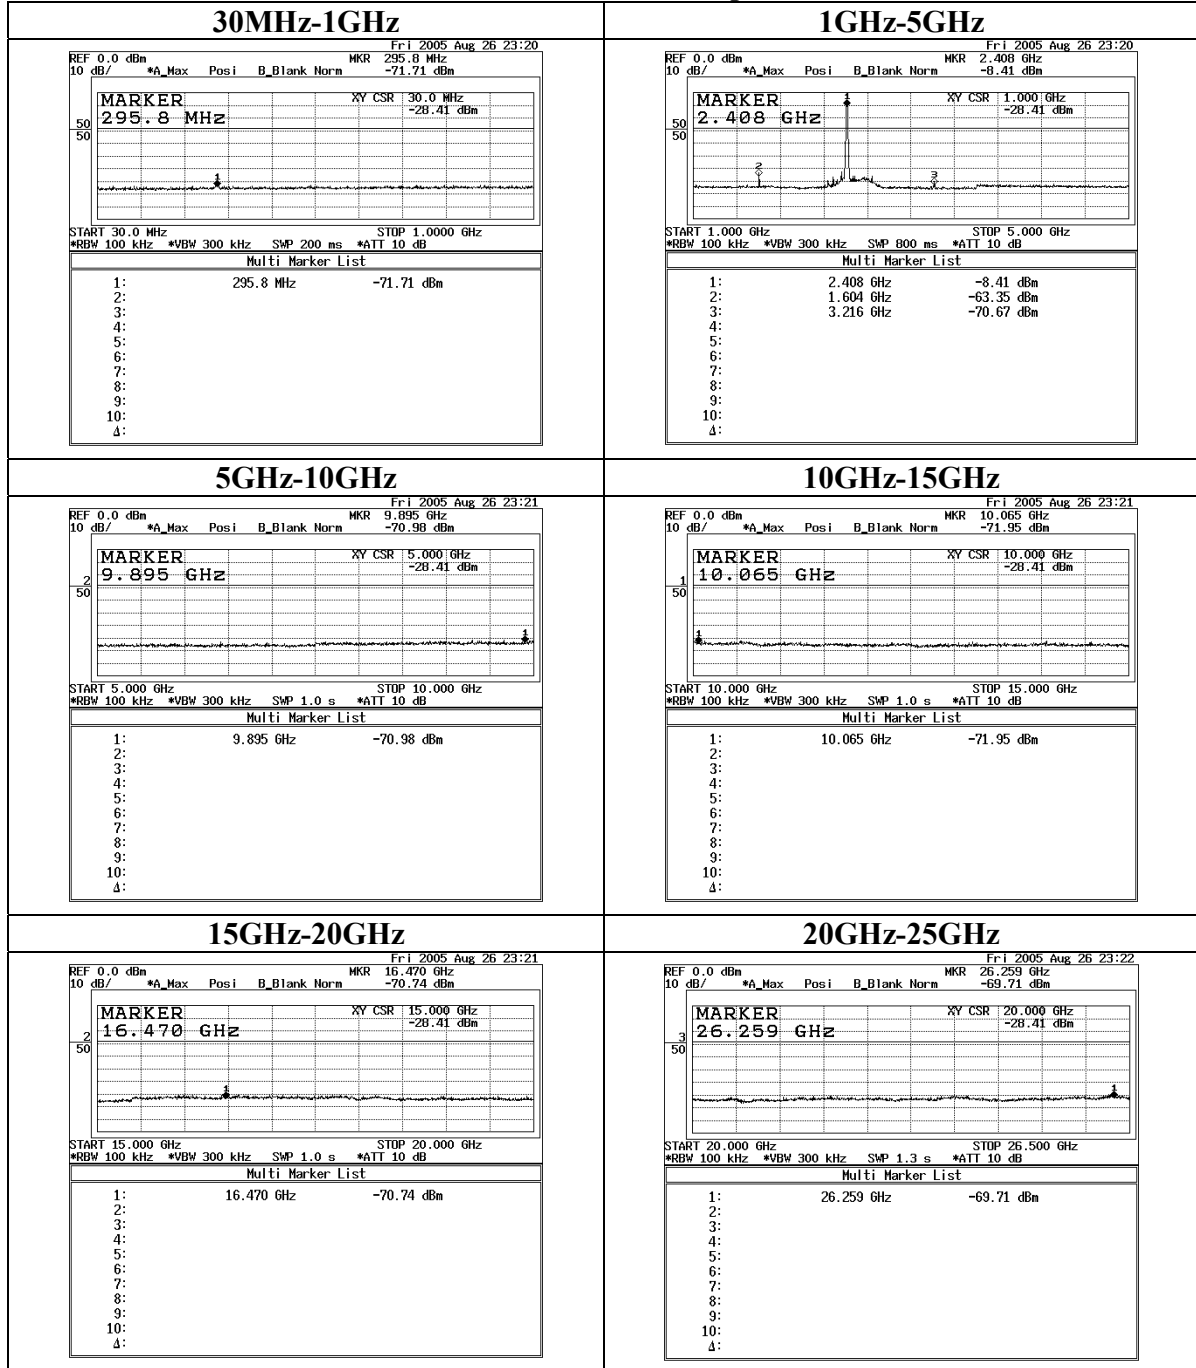 30MHz-1GHz
Fri 2005 Aug 26 23:20
REF 0.0 dBm MKR 295.8 MHz
10 dB/ *A_Max Posi B_Blank Norm -71.71 dBm
MARKER XY CSR 30.0 MHz
295.8 MHz -28.41 dBm
50
50
1
START 30.0 MHz STOP 1.0000 GHz
*RBW 100 kHz *VBW 300 kHz SWP 200 ms *ATT 10 dB
Multi Marker List
1: 295.8 MHz -71.71 dBm
2:
3:
4:
5:
6:
7:
8:
9:
10:
Δ:
1GHz-5GHz
Fri 2005 Aug 26 23:20
REF 0.0 dBm MKR 2.408 GHz
10 dB/ *A_Max Posi B_Blank Norm -8.41 dBm
MARKER 1 XY CSR 1.000 GHz
2.408 GHz -28.41 dBm
50
50
2
3
START 1.000 GHz STOP 5.000 GHz
*RBW 100 kHz *VBW 300 kHz SWP 800 ms *ATT 10 dB
Multi Marker List
1: 2.408 GHz -8.41 dBm
2: 1.604 GHz -63.35 dBm
3: 3.216 GHz -70.67 dBm
4:
5:
6:
7:
8:
9:
10:
Δ:
5GHz-10GHz
Fri 2005 Aug 26 23:21
REF 0.0 dBm MKR 9.895 GHz
10 dB/ *A_Max Posi B_Blank Norm -70.98 dBm
MARKER XY CSR 5.000 GHz
9.895 GHz -28.41 dBm
2
50
1
START 5.000 GHz STOP 10.000 GHz
*RBW 100 kHz *VBW 300 kHz SWP 1.0 s *ATT 10 dB
Multi Marker List
1: 9.895 GHz -70.98 dBm
2:
3:
4:
5:
6:
7:
8:
9:
10:
Δ:
10GHz-15GHz
Fri 2005 Aug 26 23:21
REF 0.0 dBm MKR 10.065 GHz
10 dB/ *A_Max Posi B_Blank Norm -71.95 dBm
MARKER XY CSR 10.000 GHz
10.065 GHz -28.41 dBm
1
50
1
START 10.000 GHz STOP 15.000 GHz
*RBW 100 kHz *VBW 300 kHz SWP 1.0 s *ATT 10 dB
Multi Marker List
1: 10.065 GHz -71.95 dBm
2:
3:
4:
5:
6:
7:
8:
9:
10:
Δ:
15GHz-20GHz
Fri 2005 Aug 26 23:21
REF 0.0 dBm MKR 16.470 GHz
10 dB/ *A_Max Posi B_Blank Norm -70.74 dBm
MARKER XY CSR 15.000 GHz
16.470 GHz -28.41 dBm
2
50
1
START 15.000 GHz STOP 20.000 GHz
*RBW 100 kHz *VBW 300 kHz SWP 1.0 s *ATT 10 dB
Multi Marker List
1: 16.470 GHz -70.74 dBm
2:
3:
4:
5:
6:
7:
8:
9:
10:
Δ:
20GHz-25GHz
Fri 2005 Aug 26 23:22
REF 0.0 dBm MKR 26.259 GHz
10 dB/ *A_Max Posi B_Blank Norm -69.71 dBm
MARKER XY CSR 20.000 GHz
26.259 GHz -28.41 dBm
3
50
1
START 20.000 GHz STOP 26.500 GHz
*RBW 100 kHz *VBW 300 kHz SWP 1.3 s *ATT 10 dB
Multi Marker List
1: 26.259 GHz -69.71 dBm
2:
3:
4:
5:
6:
7:
8:
9:
10:
Δ: